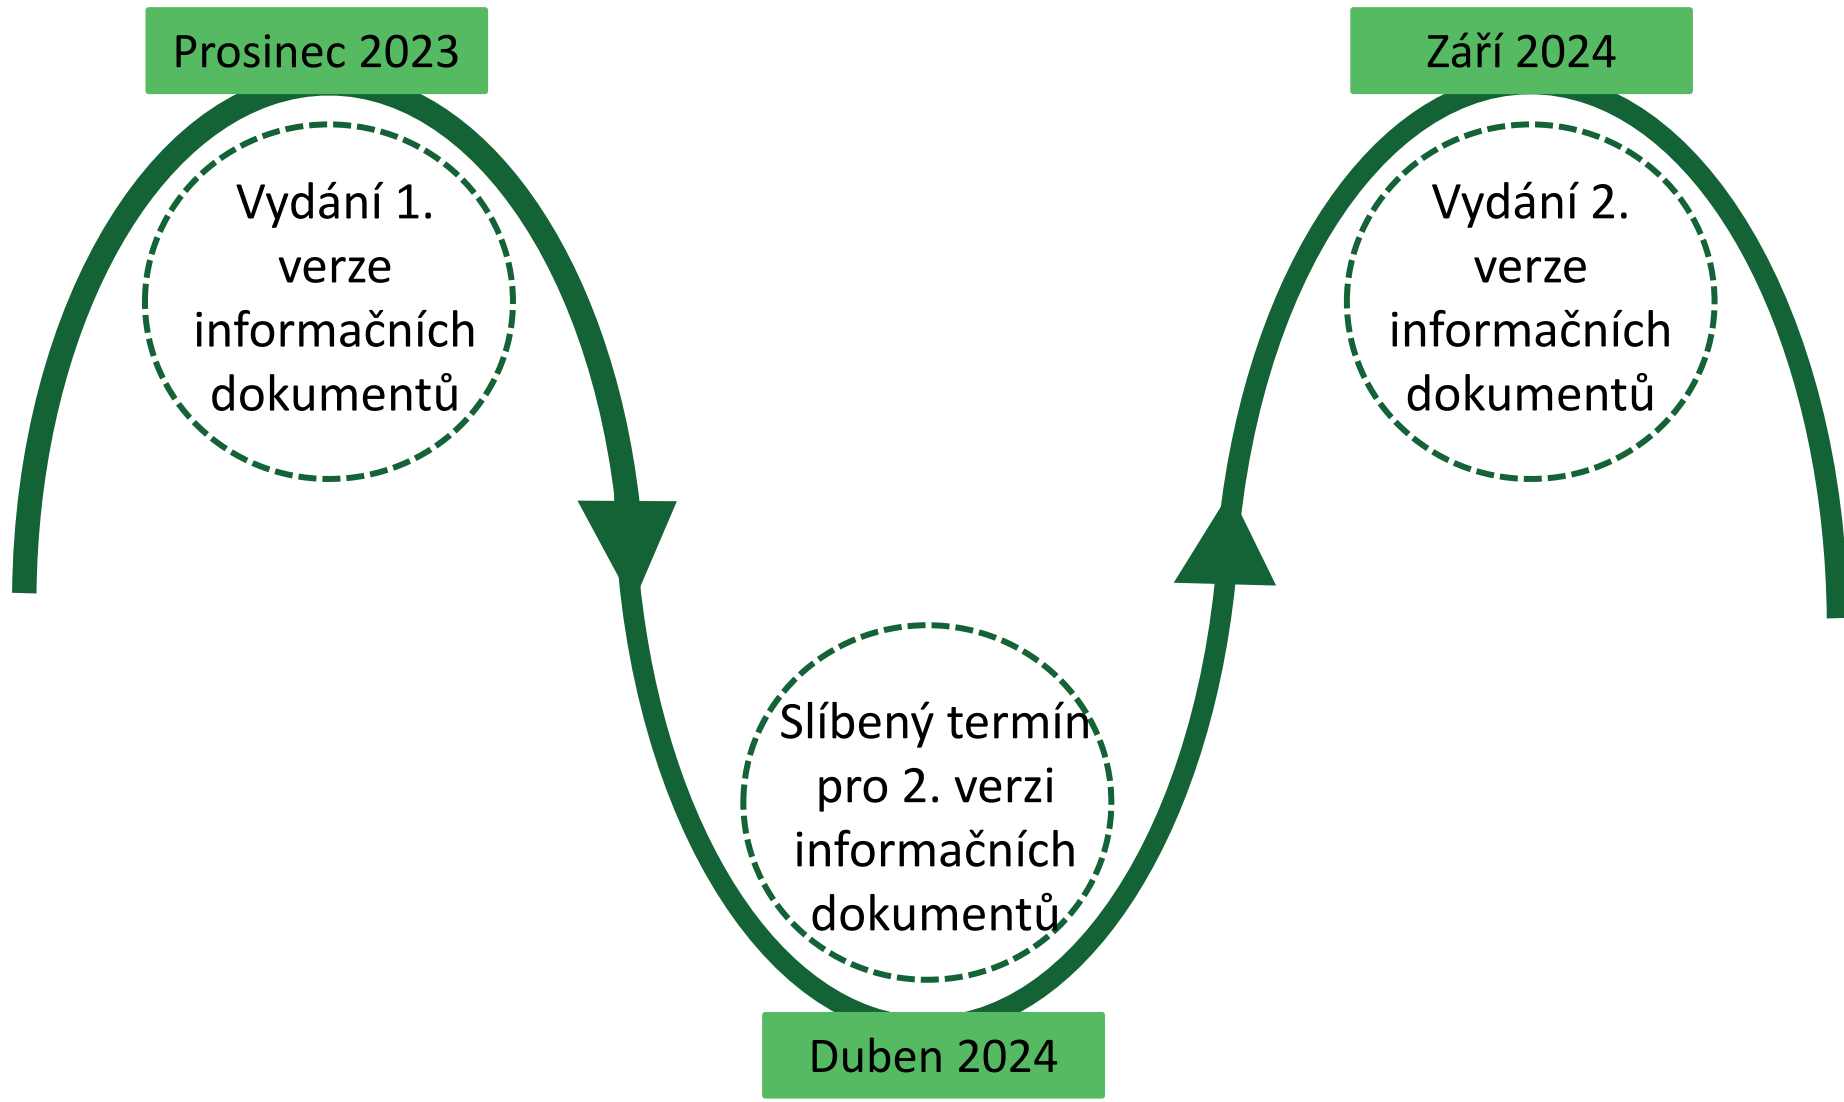 Prosinec 2023
Vydání 1.
verze
informačních
dokumentů
Slíbený termín
pro 2. verzi
informačních
dokumentů
Duben 2024
Září 2024
Vydání 2.
verze
informačních
dokumentů